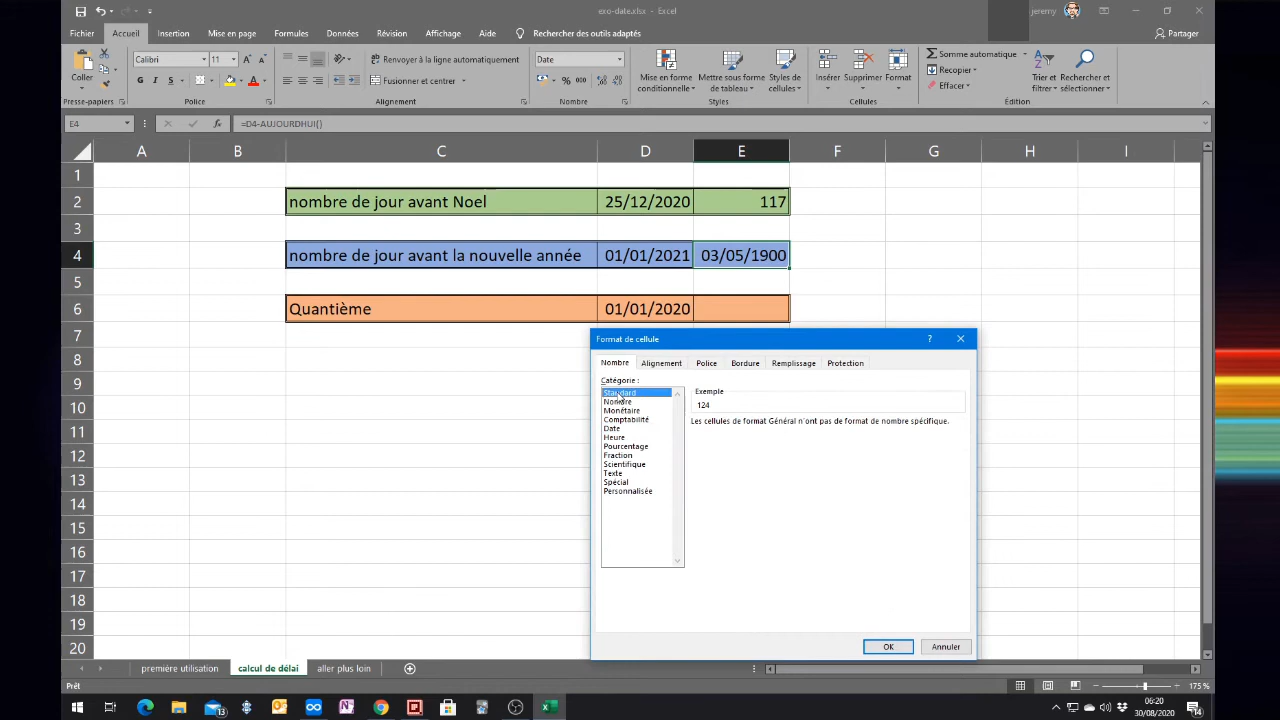 exo-date.xlsx - Excel
jeremy
Fichier Accueil Insertion Mise en page Formules Données Révision Affichage Aide Rechercher des outils adaptés Partager
Coller
Presse-papiers
Calibri 11
G I S
Police
Renvoyer à la ligne automatiquement
Fusionner et centrer
Alignement
Date
% 000
Nombre
Mise en forme conditionnelle
Mettre sous forme de tableau
Styles de cellules
Styles
Insérer Supprimer Format
Cellules
Somme automatique
Recopier
Effacer
Trier et filtrer
Rechercher et sélectionner
Édition
E4 fx =D4-AUJOURDHUI()
A B C D E F G H I
1
2 nombre de jour avant Noel 25/12/2020 117
3
4 nombre de jour avant la nouvelle année 01/01/2021 03/05/1900
5
6 Quantième 01/01/2020
7
8
9
10
11
12
13
14
15
16
17
18
19
20
Format de cellule ?
Nombre Alignement Police Bordure Remplissage Protection
Catégorie :
Standard
Nombre
Monétaire
Comptabilité
Date
Heure
Pourcentage
Fraction
Scientifique
Texte
Spécial
Personnalisée
Exemple
124
Les cellules de format Général n'ont pas de format de nombre spécifique.
OK Annuler
première utilisation calcul de délai aller plus loin
Prêt 175 %
13
06:20
30/08/2020
14